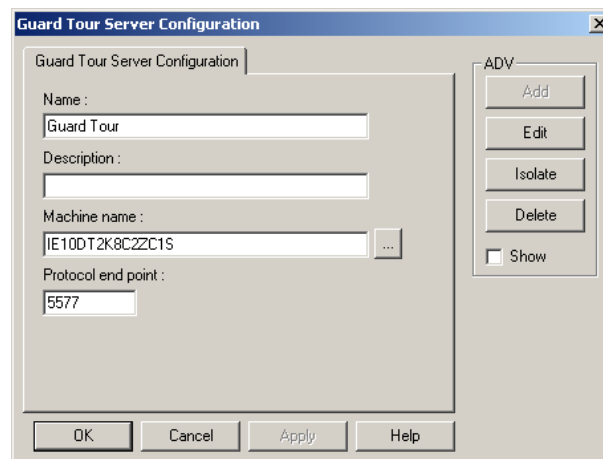 Guard Tour Server Configuration
Guard Tour Server Configuration
Name :
Guard Tour
Description :
Machine name :
IE10DT2K8C2ZC1S
...
Protocol end point :
5577
ADV
Add
Edit
Isolate
Delete
Show
OK
Cancel
Apply
Help